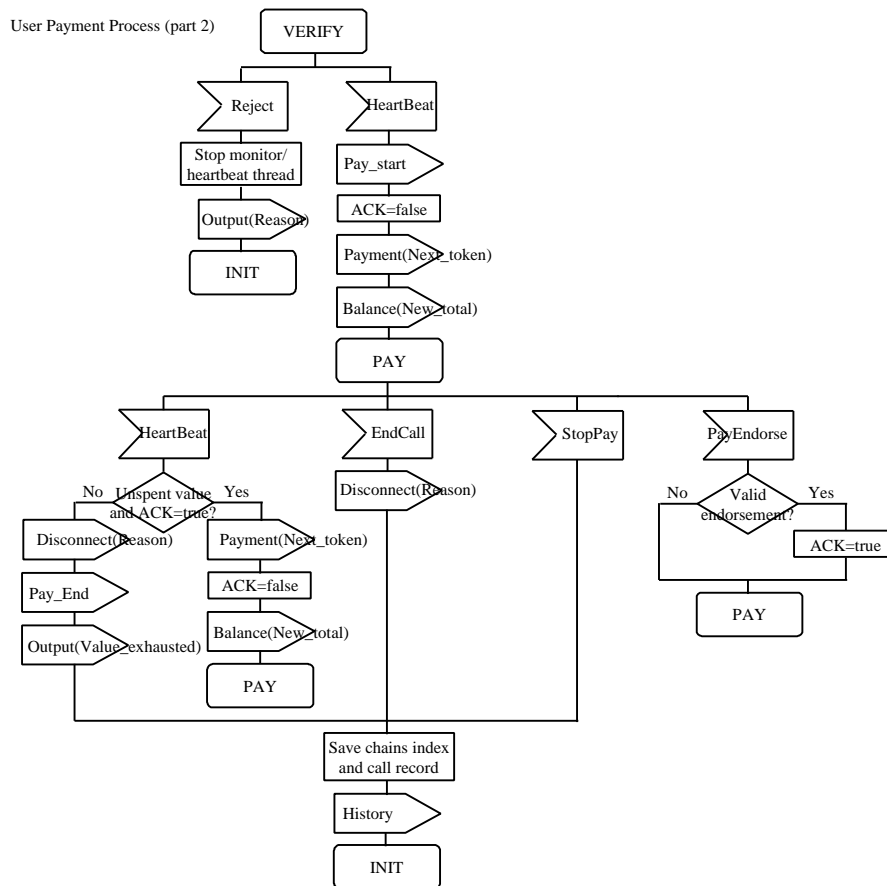 User Payment Process (part 2)
VERIFY
Reject
HeartBeat
Stop monitor/
heartbeat thread
Pay_start
Output(Reason)
ACK=false
INIT
Payment(Next_token)
Balance(New_total)
PAY
HeartBeat
EndCall
StopPay
PayEndorse
No
Unspent value
and ACK=true?
Yes
Disconnect(Reason)
No
Valid
endorsement?
Yes
Disconnect(Reason)
Payment(Next_token)
ACK=true
Pay_End
ACK=false
PAY
Output(Value_exhausted)
Balance(New_total)
PAY
Save chains index
and call record
History
INIT